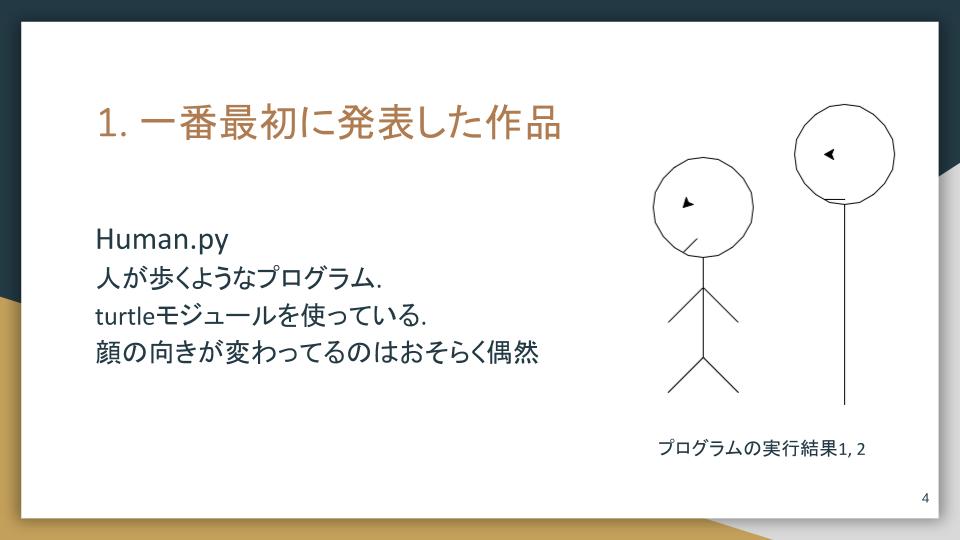 1. 一番最初に発表した作品
Human.py
人が歩くようなプログラム.
turtleモジュールを使っている.
顔の向きが変わってるのはおそらく偶然
プログラムの実行結果1, 2
4